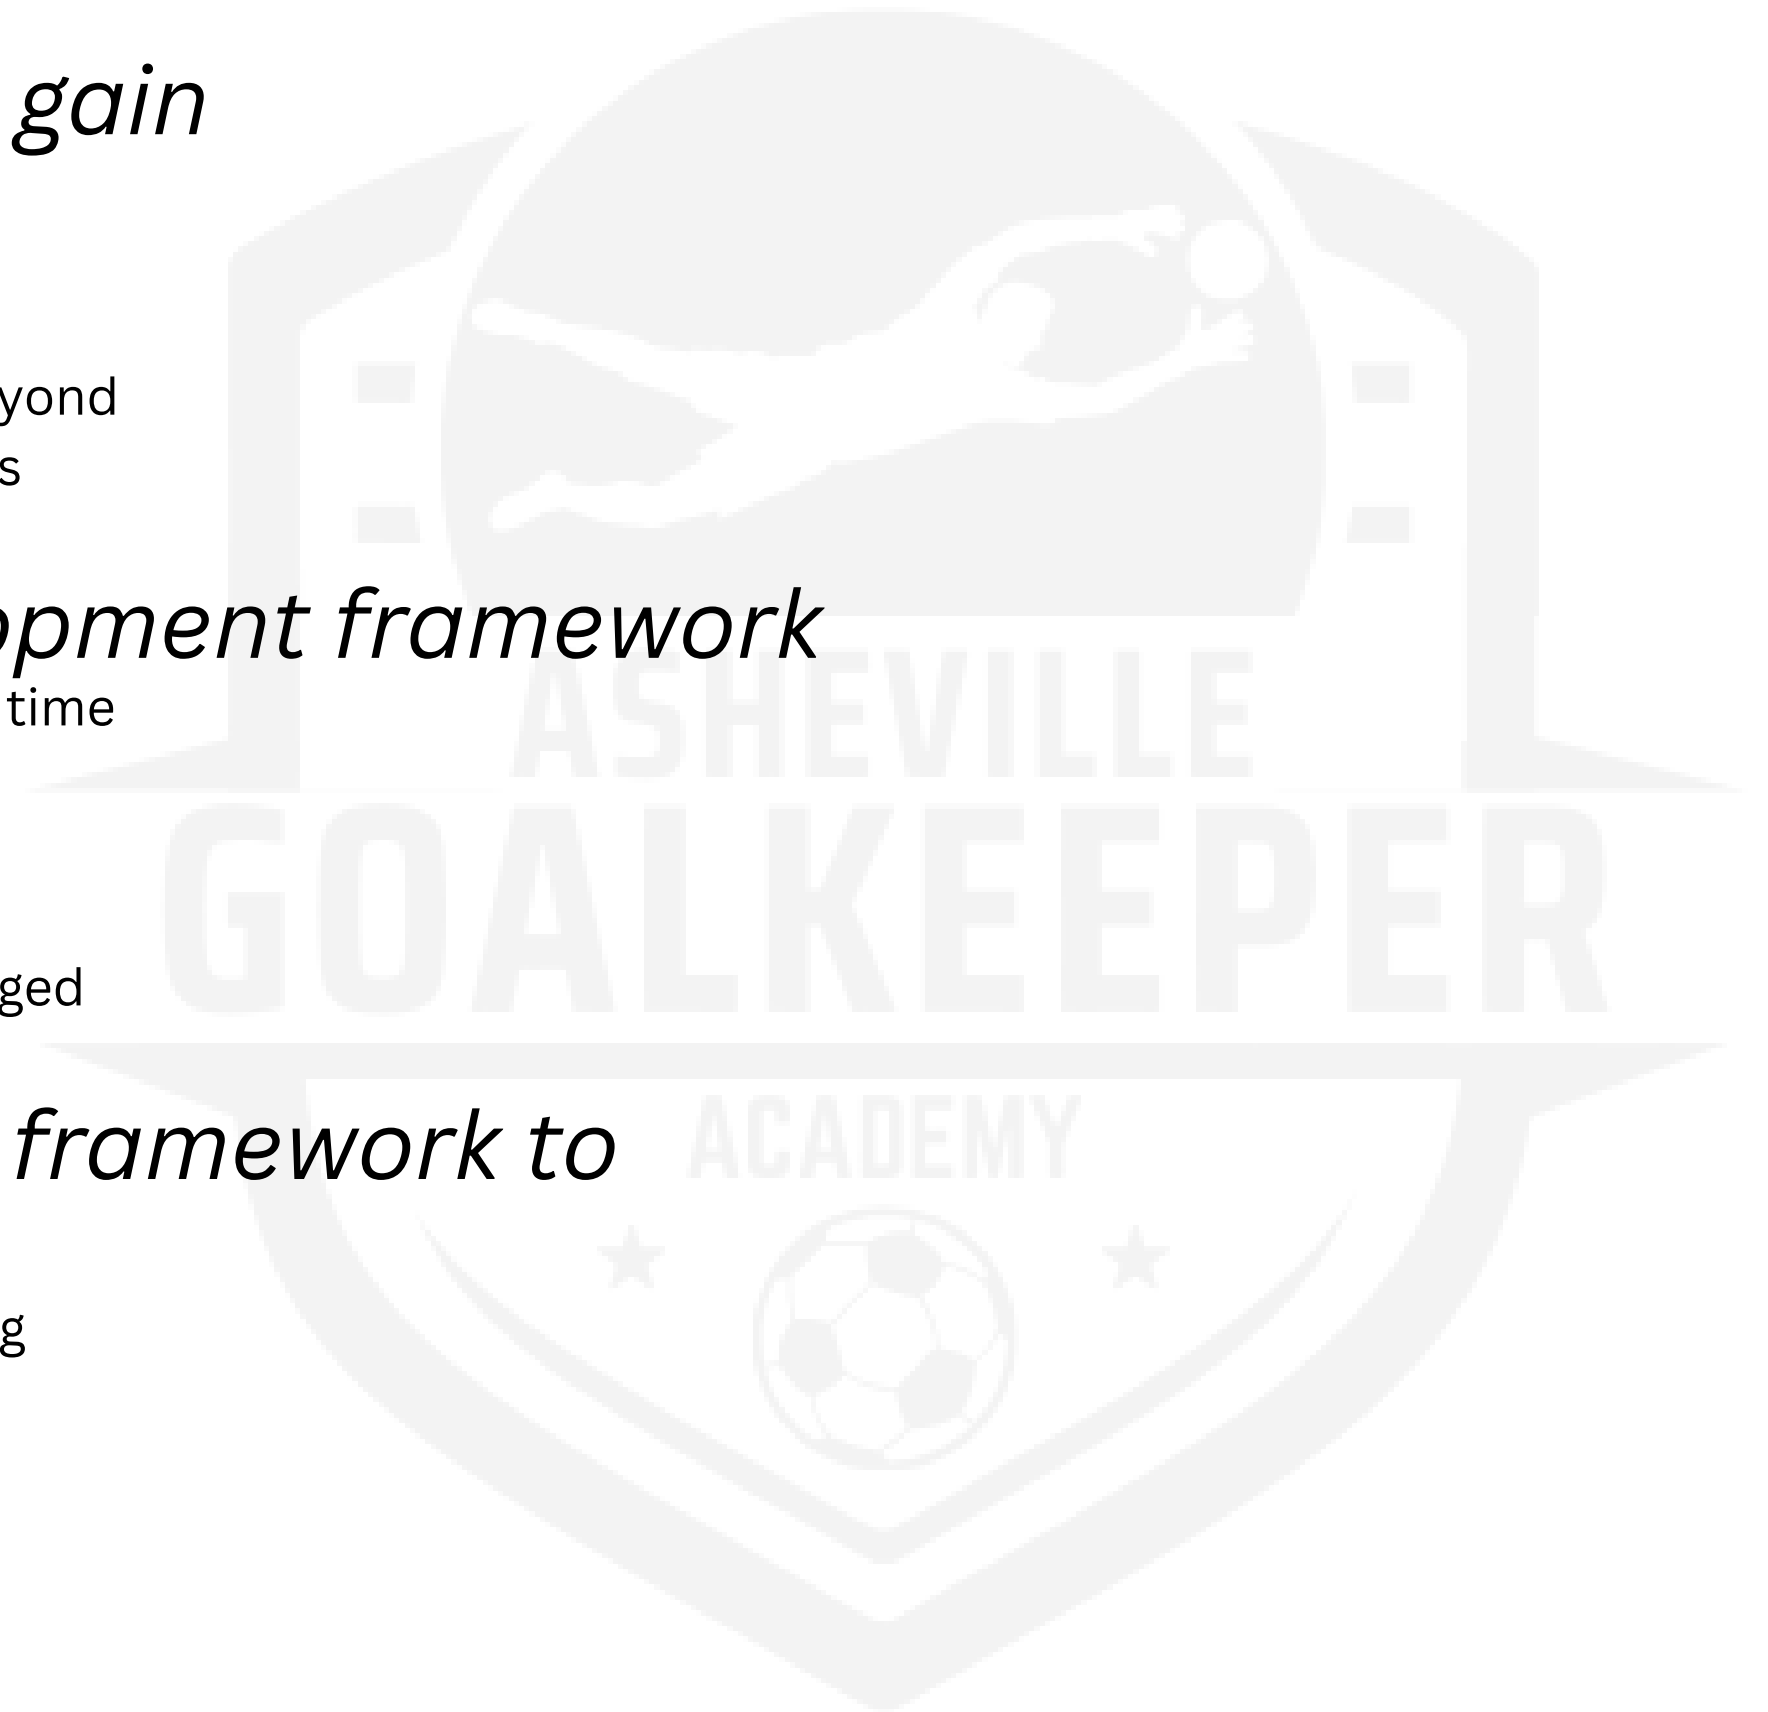 gain
yond
s
opment framework
time
ASHEVILLE
GOALKEEPER
ged
ACADEMY
framework to
g